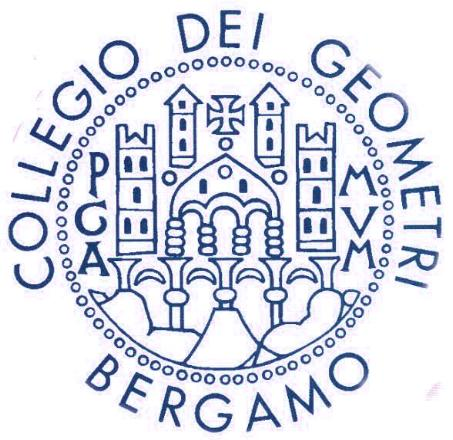 COLLEGIO DEI GEOMETRI
BERGAMO
PGA
MVM